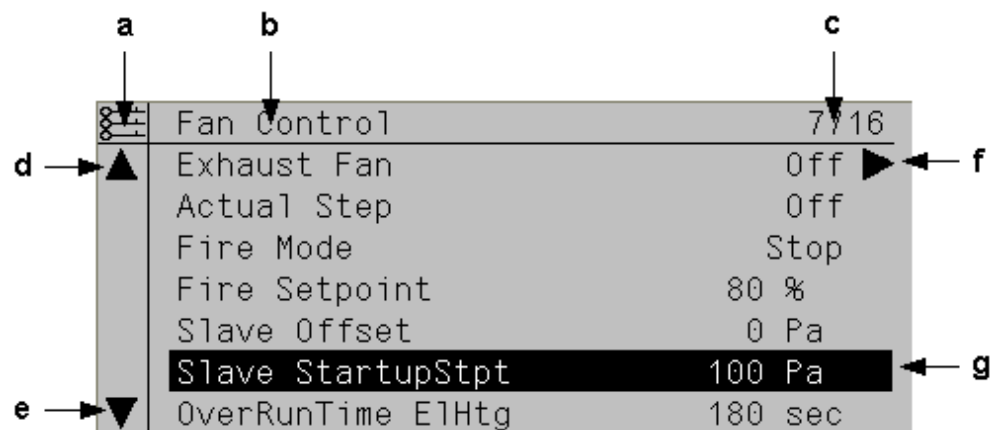 a b c
Fan Control 7/16
d Exhaust Fan Off f
Actual Step Off
Fire Mode Stop
Fire Setpoint 80 %
Slave Offset 0 Pa
Slave StartupStpt 100 Pa g
e OverRunTime ElHtg 180 sec